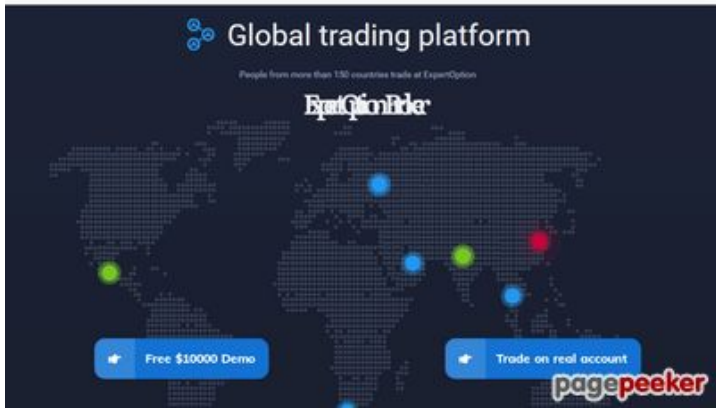 Global trading platform
People from more than 150 countries trade at ExpertOption
Free $10000 Demo
Trade on real account
pagepeeker